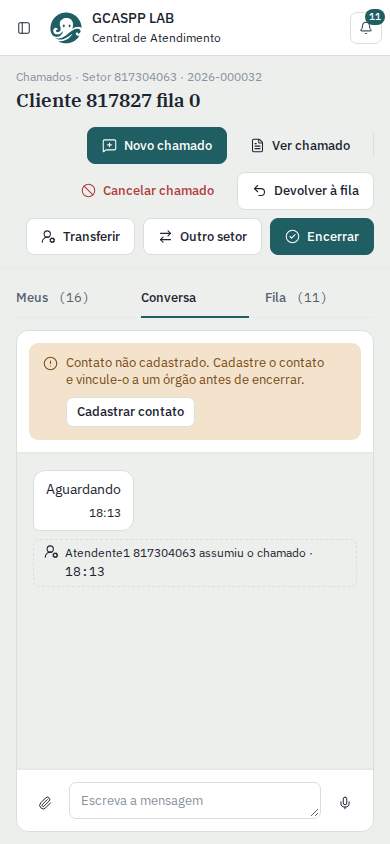 GCASPP LAB
Central de Atendimento
11
Chamados · Setor 817304063 · 2026-000032
Cliente 817827 fila 0
Novo chamado
Ver chamado
Cancelar chamado
Devolver à fila
Transferir
Outro setor
Encerrar
Meus (16)
Conversa
Fila (11)
Contato não cadastrado. Cadastre o contato
e vincule-o a um órgão antes de encerrar.
Cadastrar contato
Aguardando
18:13
Atendente1 817304063 assumiu o chamado ·
18:13
Escreva a mensagem